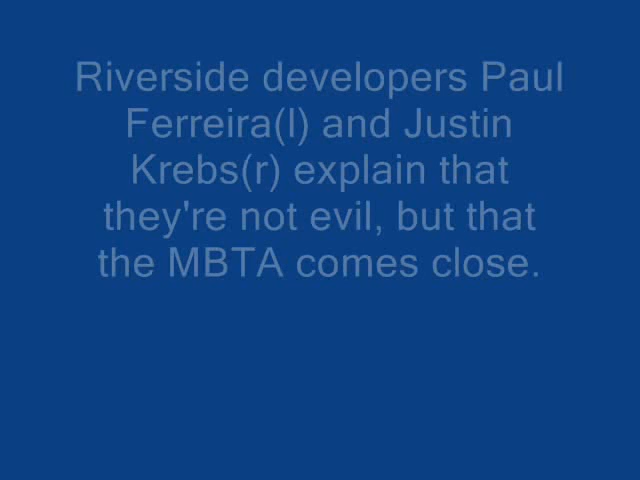 Riverside developers Paul
Ferreira(l) and Justin
Krebs(r) explain that
they're not evil, but that
the MBTA comes close.